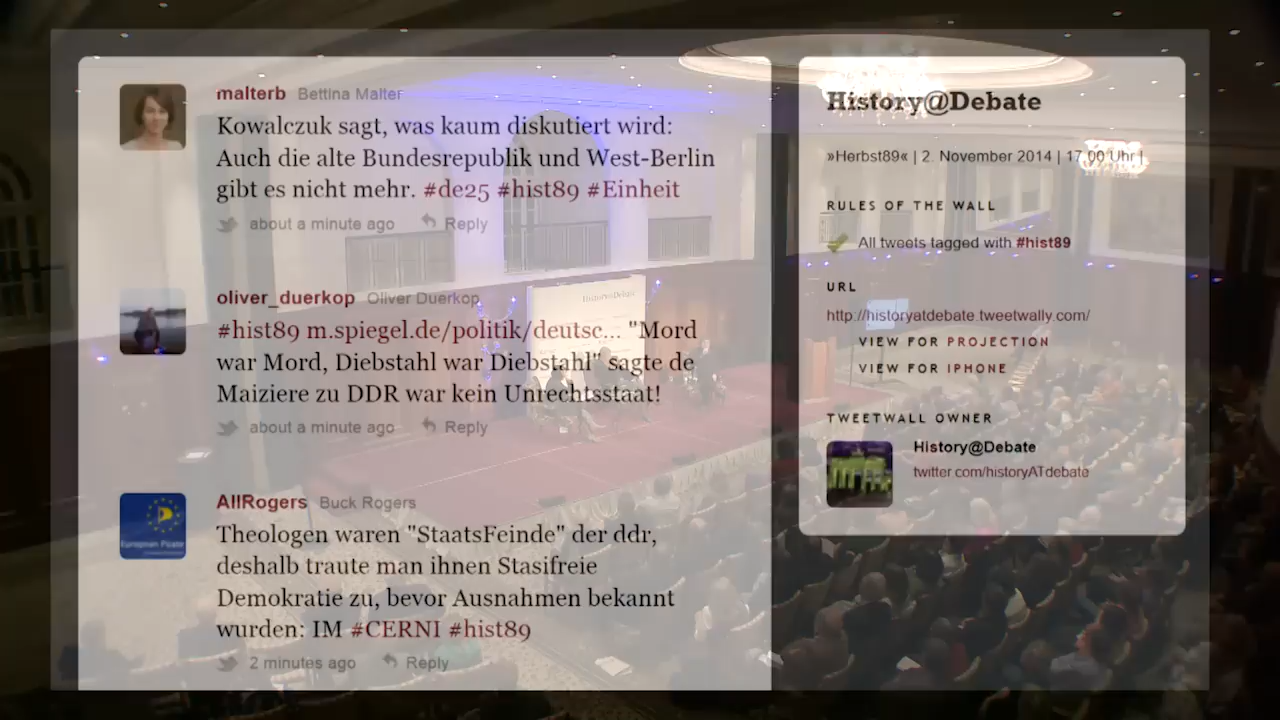 malterb Bettina Malter
Kowalczuk sagt, was kaum diskutiert wird:
Auch die alte Bundesrepublik und West-Berlin
gibt es nicht mehr. #de25 #hist89 #Einheit
about a minute ago Reply
oliver_duerkop Oliver Duerkop
#hist89 m.spiegel.de/politik/deutsc... "Mord
war Mord, Diebstahl war Diebstahl" sagte de
Maiziere zu DDR war kein Unrechtsstaat!
about a minute ago Reply
AllRogers Buck Rogers
Theologen waren "StaatsFeinde" der ddr,
deshalb traute man ihnen Stasifreie
Demokratie zu, bevor Ausnahmen bekannt
wurden: IM #CERNI #hist89
2 minutes ago Reply
History@Debate
»Herbst89« | 2. November 2014 | 17.00 Uhr |
RULES OF THE WALL
All tweets tagged with #hist89
URL
http://historyatdebate.tweetwally.com/
VIEW FOR PROJECTION
VIEW FOR IPHONE
TWEETWALL OWNER
History@Debate
twitter.com/historyATdebate
History@Debate